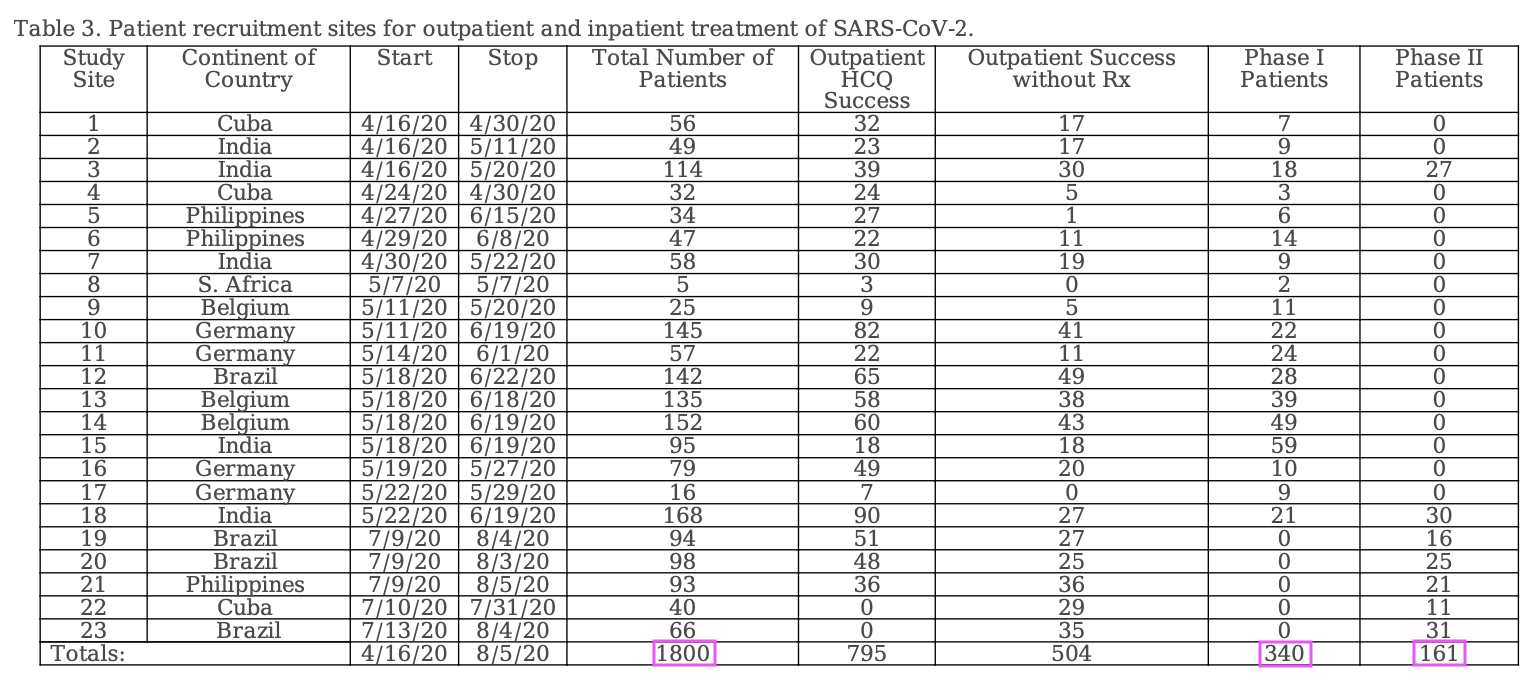 Table 3. Patient recruitment sites for outpatient and inpatient treatment of SARS-CoV-2.
Study Site Continent of Country Start Stop Total Number of Patients Outpatient HCQ Success Outpatient Success without Rx Phase I Patients Phase II Patients
1 Cuba 4/16/20 4/30/20 56 32 17 7 0
2 India 4/16/20 5/11/20 49 23 17 9 0
3 India 4/16/20 5/20/20 114 39 30 18 27
4 Cuba 4/24/20 4/30/20 32 24 5 3 0
5 Philippines 4/27/20 6/15/20 34 27 1 6 0
6 Philippines 4/29/20 6/8/20 47 22 11 14 0
7 India 4/30/20 5/22/20 58 30 19 9 0
8 S. Africa 5/7/20 5/7/20 5 3 0 2 0
9 Belgium 5/11/20 5/20/20 25 9 5 11 0
10 Germany 5/11/20 6/19/20 145 82 41 22 0
11 Germany 5/14/20 6/1/20 57 22 11 24 0
12 Brazil 5/18/20 6/22/20 142 65 49 28 0
13 Belgium 5/18/20 6/18/20 135 58 38 39 0
14 Belgium 5/18/20 6/19/20 152 60 43 49 0
15 India 5/18/20 6/19/20 95 18 18 59 0
16 Germany 5/19/20 5/27/20 79 49 20 10 0
17 Germany 5/22/20 5/29/20 16 7 0 9 0
18 India 5/22/20 6/19/20 168 90 27 21 30
19 Brazil 7/9/20 8/4/20 94 51 27 0 16
20 Brazil 7/9/20 8/3/20 98 48 25 0 25
21 Philippines 7/9/20 8/5/20 93 36 36 0 21
22 Cuba 7/10/20 7/31/20 40 0 29 0 11
23 Brazil 7/13/20 8/4/20 66 0 35 0 31
Totals: 4/16/20 8/5/20 1800 795 504 340 161